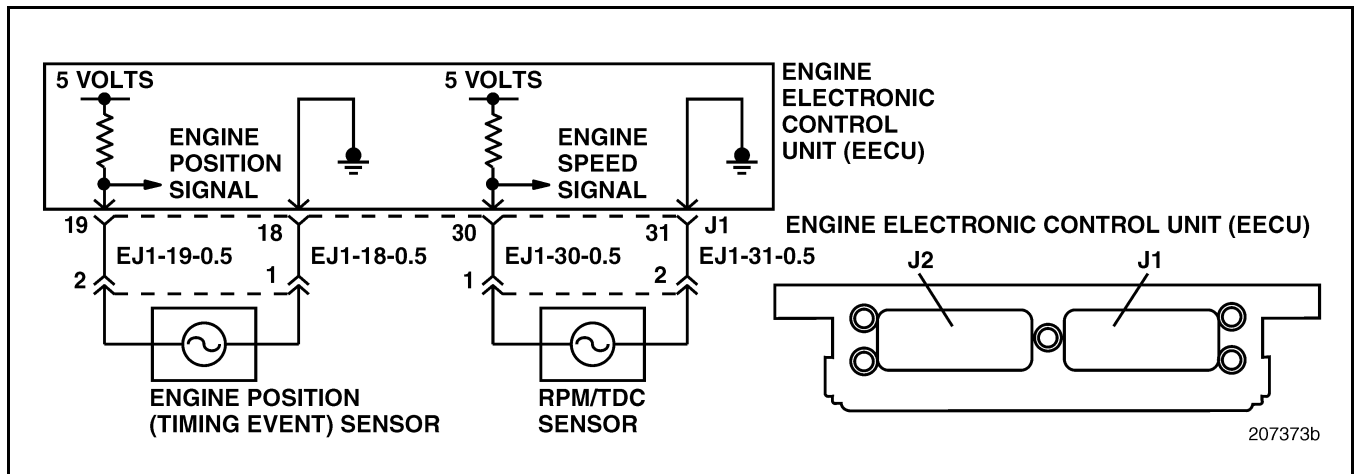 5 VOLTS
5 VOLTS
ENGINE
ELECTRONIC
CONTROL
UNIT (EECU)
ENGINE
POSITION
SIGNAL
ENGINE
SPEED
SIGNAL
19
18
30
31
J1
EJ1-19-0.5
EJ1-18-0.5
EJ1-30-0.5
EJ1-31-0.5
2
1
1
2
ENGINE POSITION
(TIMING EVENT) SENSOR
RPM/TDC
SENSOR
ENGINE ELECTRONIC CONTROL UNIT (EECU)
J2
J1
207373b